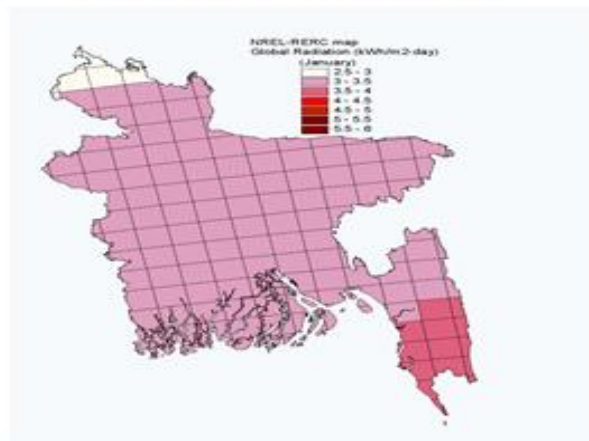 NREL-RERC map
Global Radiation (kWh/m2-day)
(January)
2.5 - 3
3 - 3.5
3.5 - 4
4 - 4.5
4.5 - 5
5 - 5.5
5.5 - 6